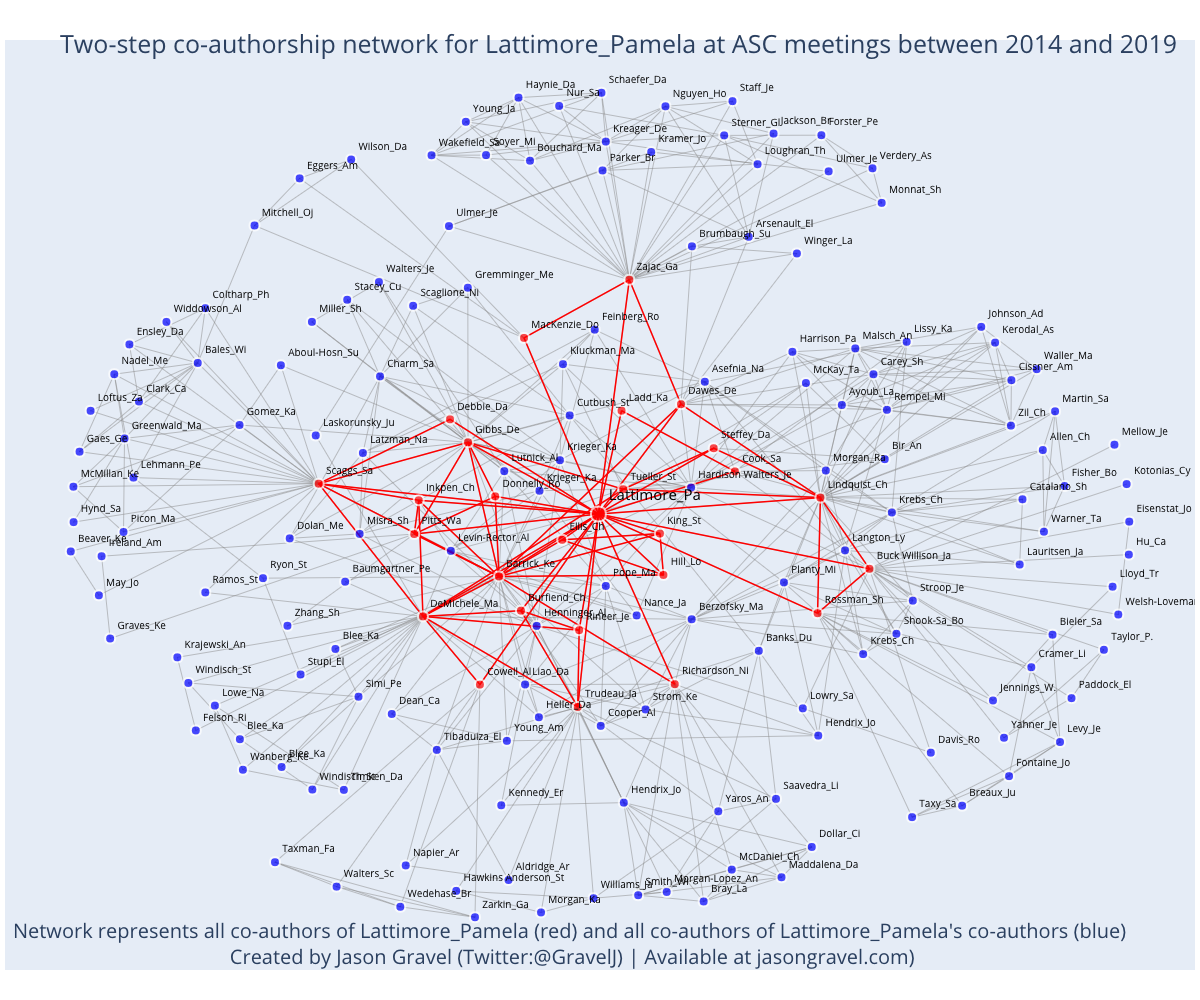 Two-step co-authorship network for Lattimore_Pamela at ASC meetings between 2014 and 2019
Schaefer_Da
Haynie_Da
Nur_Sa
Nguyen_Ho
Staff_Je
Young_Ja
Kreager_De
Sterner_Gl
Jackson_Br
Forster_Pe
Wakefield_Sa
Soyer_Mi
Bouchard_Ma
Kramer_Jo
Parker_Br
Loughran_Th
Ulmer_Je
Verdery_As
Wilson_Da
Eggers_Am
Monnat_Sh
Mitchell_Oj
Ulmer_Je
Arsenault_El
Brumbaugh_Su
Winger_La
Zajac_Ga
Walters_Je
Gremminger_Me
Stacey_Cu
Scaglione_Ni
Coltharp_Ph
Widdowson_Al
Miller_Sh
MacKenzie_Do
Feinberg_Ro
Johnson_Ad
Lissy_Ka
Kerodal_As
Malsch_An
Harrison_Pa
Ensley_Da
Bales_Wi
Aboul-Hosn_Su
Charm_Sa
Kluckman_Ma
Asefnia_Na
McKay_Ta
Carey_Sh
Waller_Ma
Cissner_Am
Nadel_Me
Clark_Ca
Loftus_Za
Dawes_De
Ladd_Ka
Cutbush_St
Ayoub_La
Rempel_Mi
Zil_Ch
Martin_Sa
Greenwald_Ma
Gomez_Ka
Laskorunsky_Ju
Debbie_Da
Gibbs_De
Latzman_Na
Steffey_Da
Cook_Sa
Bir_An
Allen_Ch
Mellow_Je
Lehmann_Pe
McMillan_Ke
Scaggs_Sa
Lutnick_Al
Krieger_Ka
Krieger_Ka
Tueller_St
Hardison Walters_Je
Morgan_Ra
Fisher_Bo
Kotonias_Cy
Inkpen_Ch
Donnelly_Ro
Lattimore_Pa
Lindquist_Ch
Krebs_Ch
Hynd_Sa
Picon_Ma
Dolan_Me
Misra_Sh
Pitts_Wa
King_St
Warner_Ta
Eisenstat_Jo
Beaver_Ke
Ireland_Am
Levin-Rector_Al
Langton_Ly
Lauritsen_Ja
Hu_Ca
Barrick_Ke
Hill_Lo
Buck Willison_Ja
Ryon_St
Ramos_St
Baumgartner_Pe
Pope_Ma
Planty_Mi
May_Jo
Lloyd_Tr
DeMichele_Ma
Burfiend_Ch
Henninger_Al
Rineer_Je
Nance_Ja
Berzofsky_Ma
Rossman_Sh
Stroop_Je
Zhang_Sh
Shook-Sa_Bo
Bieler_Sa
Graves_Ke
Krebs_Ch
Taylor_P.
Blee_Ka
Krajewski_An
Banks_Du
Cramer_Li
Stupi_El
Windisch_St
Cowell_Al
Liao_Da
Richardson_Ni
Simi_Pe
Lowe_Na
Dean_Ca
Heller_Da
Trudeau_Ja
Strom_Ke
Lowry_Sa
Jennings_W.
Paddock_El
Felson_Ri
Blee_Ka
Young_Am
Cooper_Al
Tibaduiza_El
Hendrix_Jo
Yahner_Je
Levy_Je
Davis_Ro
Wanberg_Ke
Blee_Ka
Fontaine_Jo
Kennedy_Er
Hendrix_Jo
Yaros_An
Saavedra_Li
Taxy_Sa
Breaux_Ju
Dollar_Ci
Taxman_Fa
Napier_Ar
McDaniel_Ch
Walters_Sc
Aldridge_Ar
Hawkins Anderson_St
Maddalena_Da
Morgan-Lopez_An
Wedehase_Br
Zarkin_Ga
Morgan_Ka
Williams_Ja
Bray_La
Network represents all co-authors of Lattimore_Pamela (red) and all co-authors of Lattimore_Pamela's co-authors (blue)
Created by Jason Gravel (Twitter:@GravelJ) | Available at jasongravel.com)